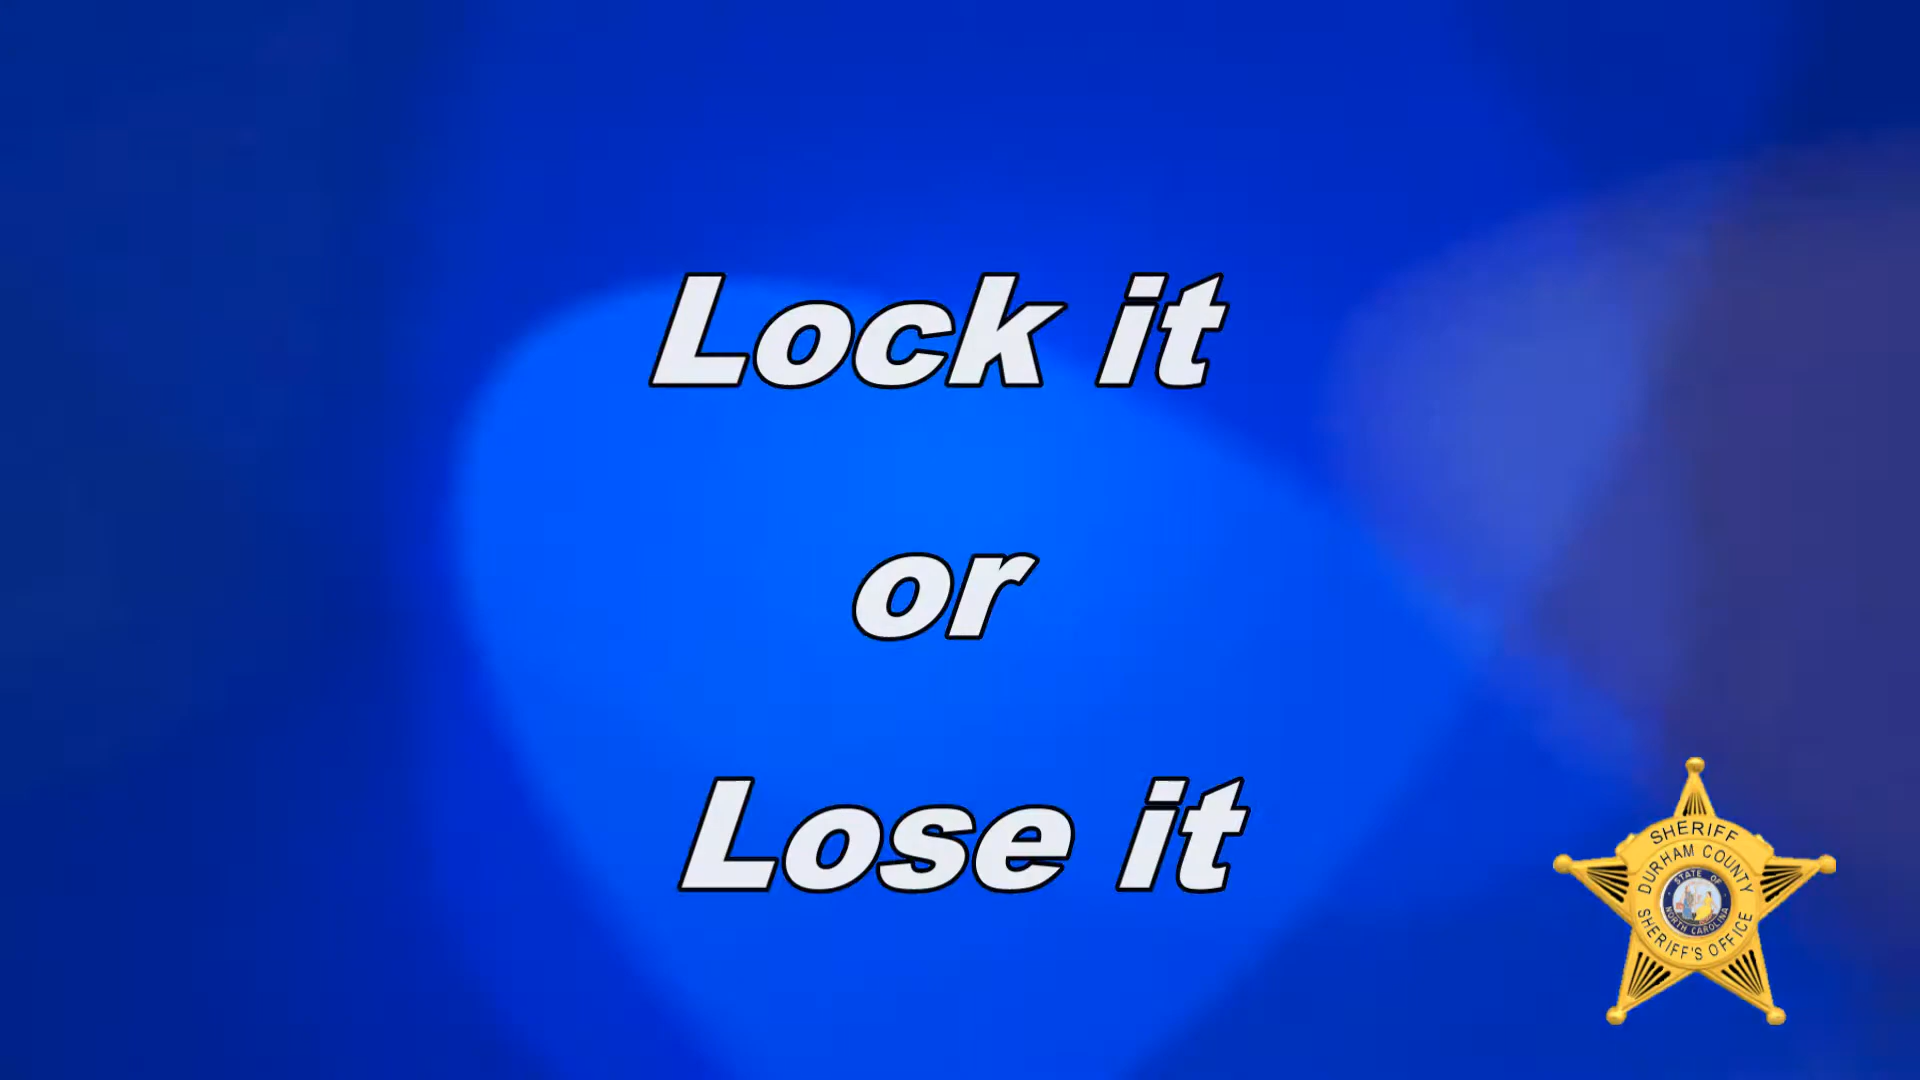 Lock it
or
Lose it
SHERIFF
DURHAM COUNTY
STATE OF
NORTH CAROLINA
SHERIFF'S OFFICE